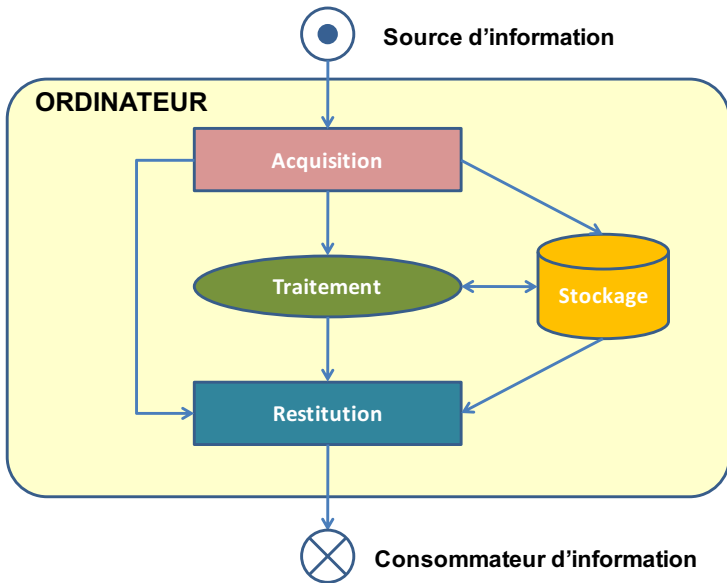 Source d'information
ORDINATEUR
Acquisition
Traitement
Stockage
Restitution
Consommateur d'information